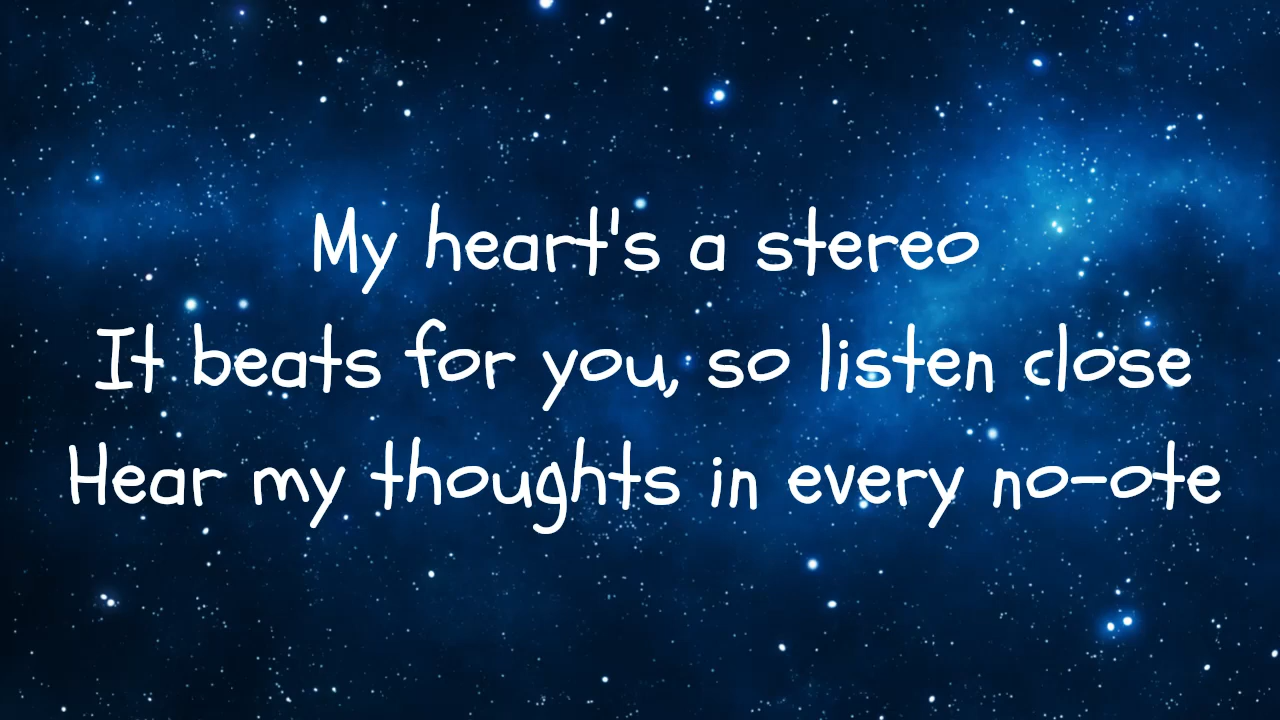 My heart's a stereo
It beats for you, so listen close
Hear my thoughts in every no-ote